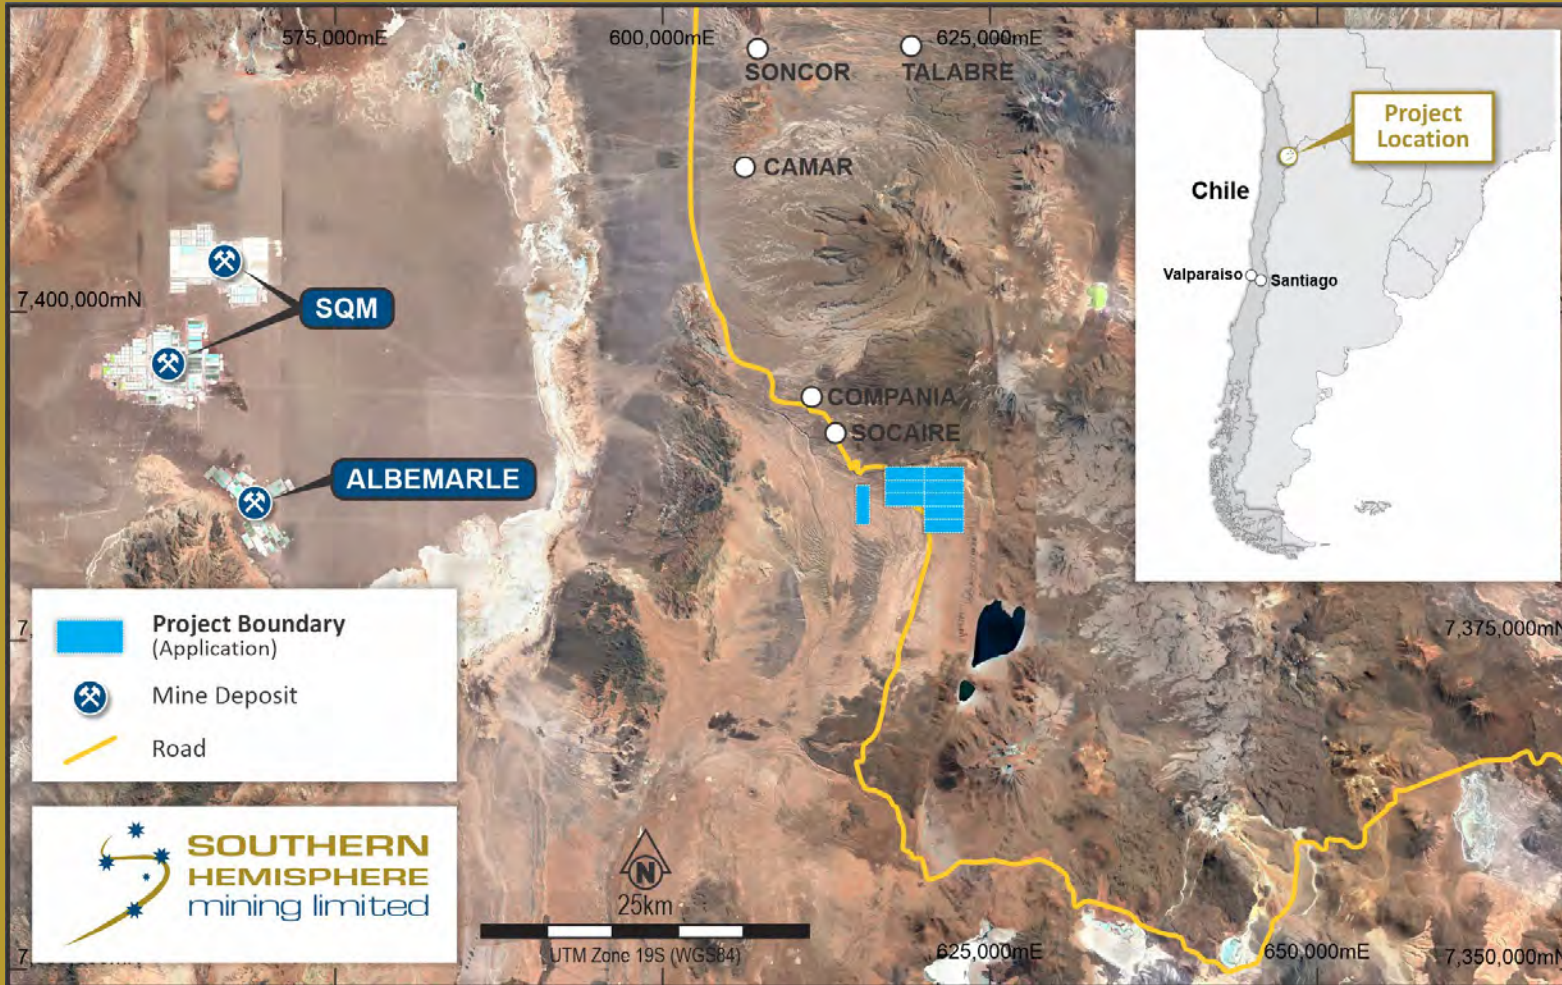 575,000mE
600,000mE
625,000mE
SONCOR
TALABRE
CAMAR
Project
Location
Chile
Valparaiso
Santiago
7,400,000mN
SQM
COMPANIA
SOCAIRE
ALBEMARLE
Project Boundary
(Application)
Mine Deposit
Road
7,375,000mN
SOUTHERN
HEMISPHERE
mining limited
N
25km
UTM Zone 19S (WGS84)
625,000mE
650,000mE
7,350,000mN